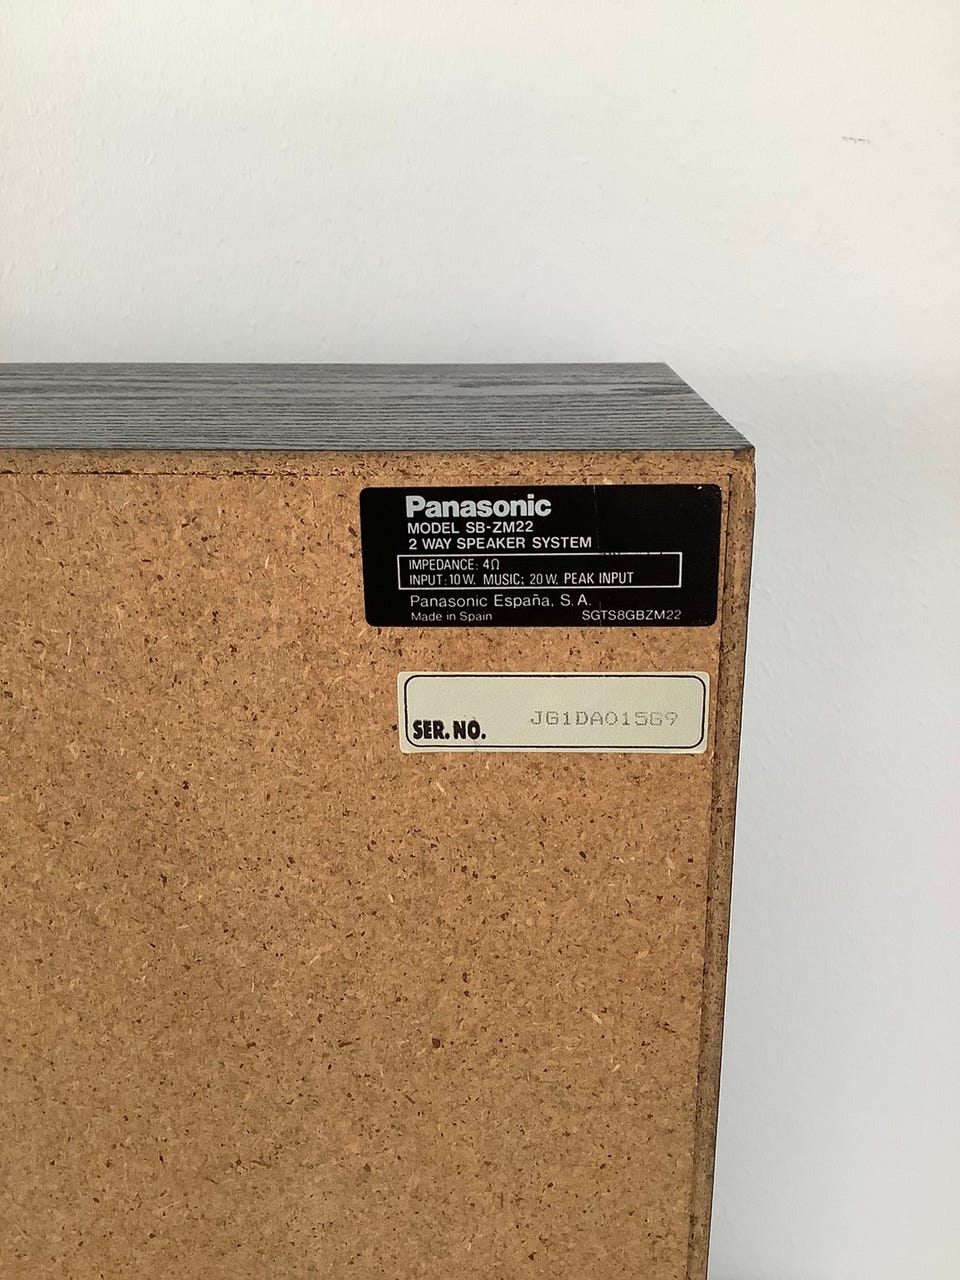 Panasonic
MODEL SB-ZM22
2 WAY SPEAKER SYSTEM
IMPEDANCE: 4Ω
INPUT: 10 W. MUSIC; 20 W. PEAK INPUT
Panasonic España, S. A.
Made in Spain SGTS8GBZM22
SER. NO. JG1DA01589